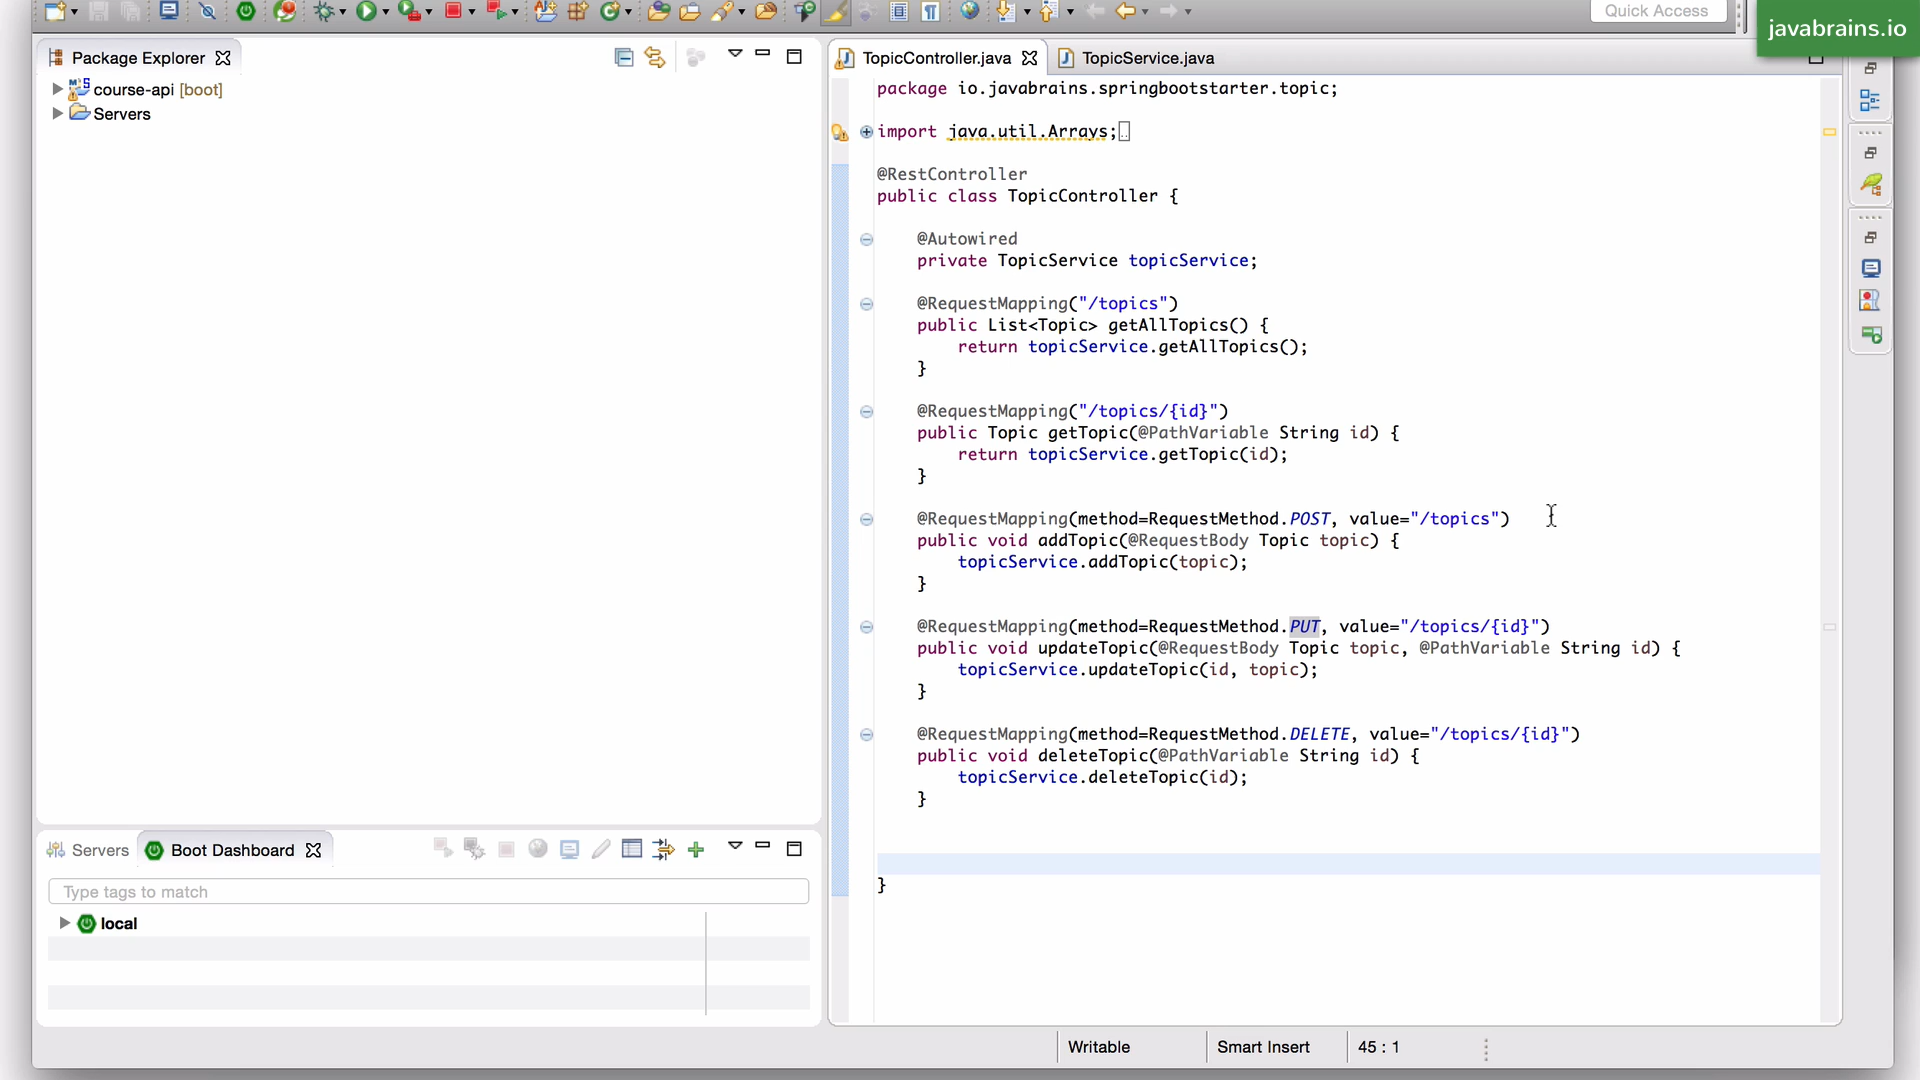 Quick Access
javabrains.io
Package Explorer
course-api [boot]
Servers
TopicController.java
TopicService.java
package io.javabrains.springbootstarter.topic;
import java.util.Arrays;
@RestController
public class TopicController {
@Autowired
private TopicService topicService;
@RequestMapping("/topics")
public List<Topic> getAllTopics() {
return topicService.getAllTopics();
}
@RequestMapping("/topics/{id}")
public Topic getTopic(@PathVariable String id) {
return topicService.getTopic(id);
}
@RequestMapping(method=RequestMethod.POST, value="/topics")
public void addTopic(@RequestBody Topic topic) {
topicService.addTopic(topic);
}
@RequestMapping(method=RequestMethod.PUT, value="/topics/{id}")
public void updateTopic(@RequestBody Topic topic, @PathVariable String id) {
topicService.updateTopic(id, topic);
}
@RequestMapping(method=RequestMethod.DELETE, value="/topics/{id}")
public void deleteTopic(@PathVariable String id) {
topicService.deleteTopic(id);
}
}
Servers
Boot Dashboard
Type tags to match
local
Writable
Smart Insert
45 : 1